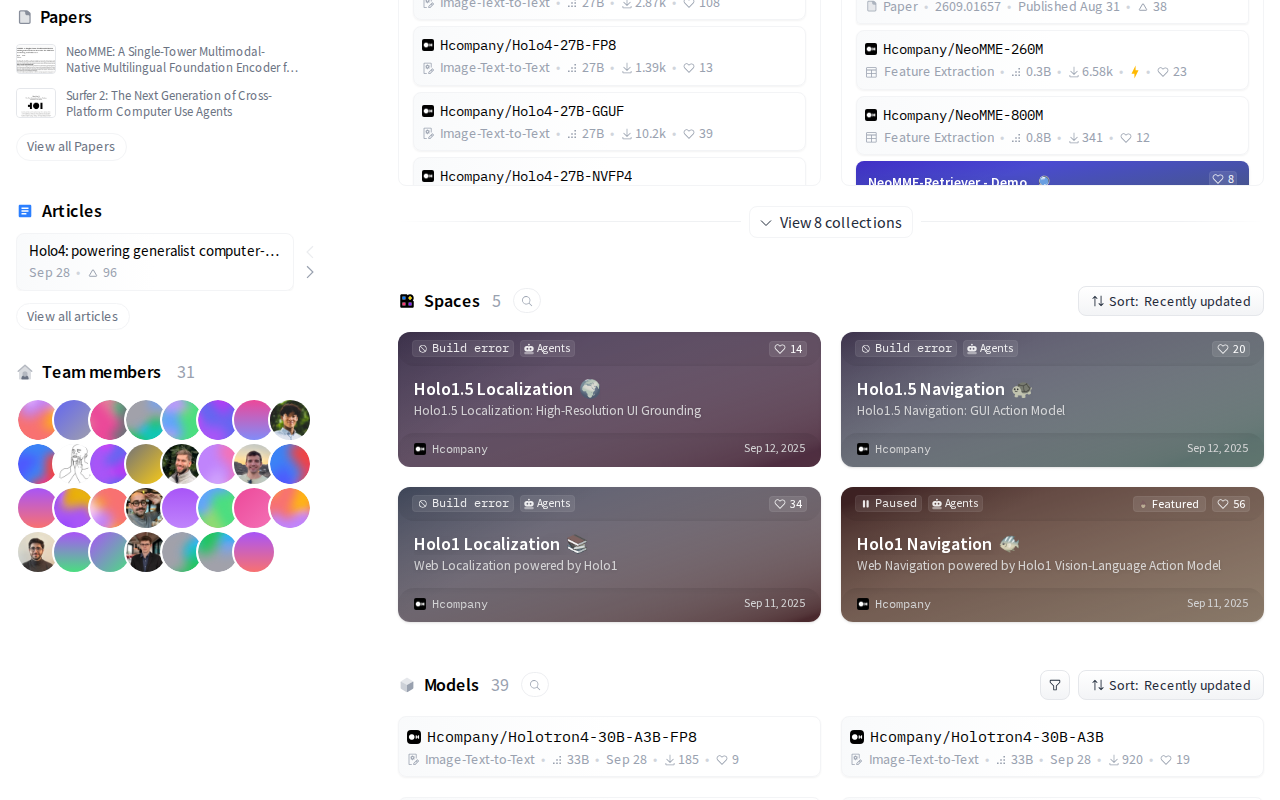 Papers
NeoMME: A Single-Tower Multimodal-
Native Multilingual Foundation Encoder f…
Surfer 2: The Next Generation of Cross-
Platform Computer Use Agents
View all Papers
Articles
Holo4: powering generalist computer-…
Sep 28 • 96
View all articles
Team members 31
Image-Text-to-Text • 27B • 2.87k • 108
Hcompany/Holo4-27B-FP8
Image-Text-to-Text • 27B • 1.39k • 13
Hcompany/Holo4-27B-GGUF
Image-Text-to-Text • 27B • 10.2k • 39
Hcompany/Holo4-27B-NVFP4
Paper • 2609.01657 • Published Aug 31 • 38
Hcompany/NeoMME-260M
Feature Extraction • 0.3B • 6.58k • 23
Hcompany/NeoMME-800M
Feature Extraction • 0.8B • 341 • 12
NeoMME-Retriever - Demo 8
View 8 collections
Spaces 5
Sort: Recently updated
Build error Agents 14
Holo1.5 Localization
Holo1.5 Localization: High-Resolution UI Grounding
Hcompany Sep 12, 2025
Build error Agents 20
Holo1.5 Navigation
Holo1.5 Navigation: GUI Action Model
Hcompany Sep 12, 2025
Build error Agents 34
Holo1 Localization
Web Localization powered by Holo1
Hcompany Sep 11, 2025
Paused Agents Featured 56
Holo1 Navigation
Web Navigation powered by Holo1 Vision-Language Action Model
Hcompany Sep 11, 2025
Models 39
Sort: Recently updated
Hcompany/Holotron4-30B-A3B-FP8
Image-Text-to-Text • 33B • Sep 28 • 185 • 9
Hcompany/Holotron4-30B-A3B
Image-Text-to-Text • 33B • Sep 28 • 920 • 19